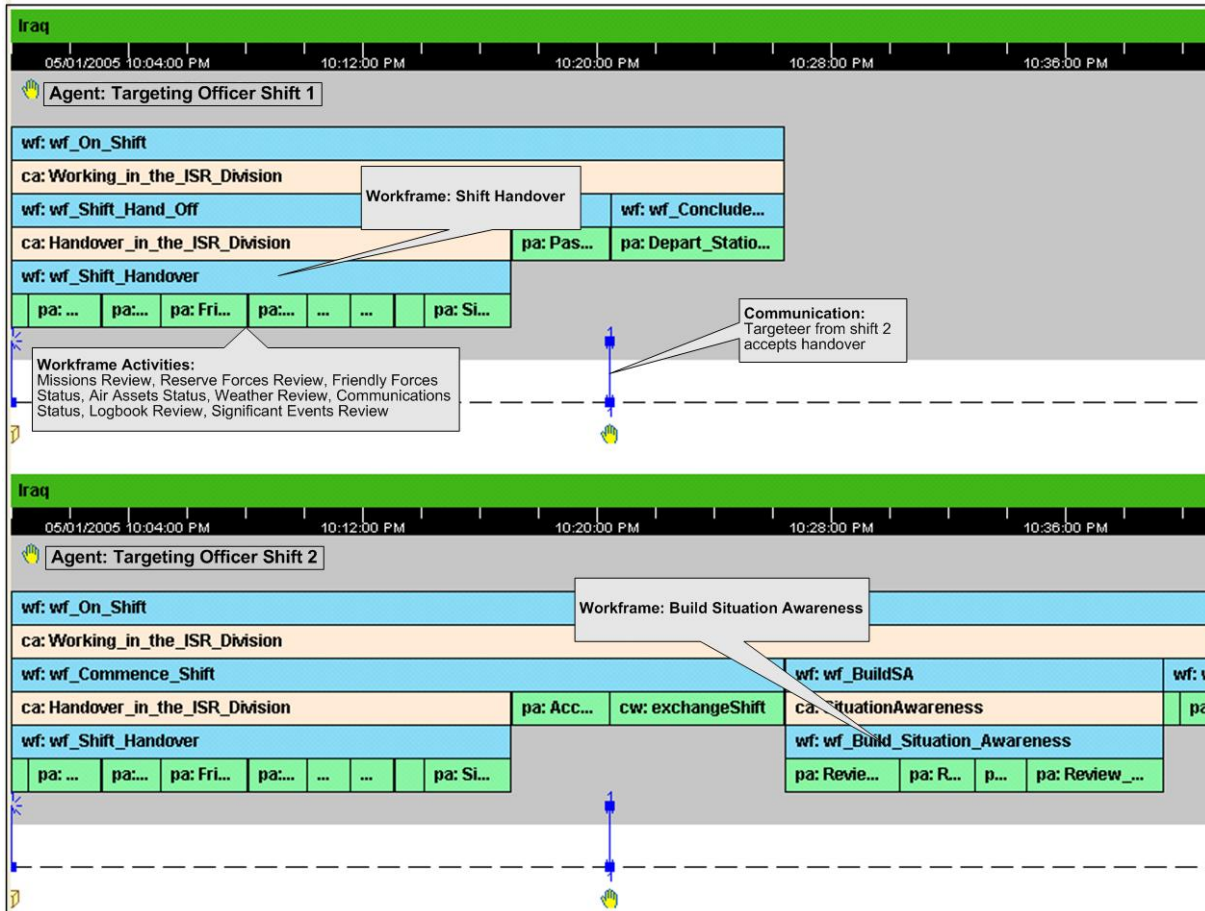 Iraq
05/01/2005 10:04:00 PM 10:12:00 PM 10:20:00 PM 10:28:00 PM 10:36:00 PM
Agent: Targeting Officer Shift 1
wf: wf_On_Shift
ca: Working_in_the_ISR_Division
Workframe: Shift Handover
wf: wf_Shift_Hand_Off wf: wf_Conclude...
ca: Handover_in_the_ISR_Division pa: Pas... pa: Depart_Statio...
wf: wf_Shift_Handover
pa: ... pa:... pa: Fri... pa:... ... ... pa: Si...
Communication:
Targeteer from shift 2
accepts handover
1
Workframe Activities:
Missions Review, Reserve Forces Review, Friendly Forces
Status, Air Assets Status, Weather Review, Communications
Status, Logbook Review, Significant Events Review
1
Iraq
05/01/2005 10:04:00 PM 10:12:00 PM 10:20:00 PM 10:28:00 PM 10:36:00 PM
Agent: Targeting Officer Shift 2
wf: wf_On_Shift
Workframe: Build Situation Awareness
ca: Working_in_the_ISR_Division
wf: wf_Commence_Shift wf: wf_BuildSA wf:
ca: Handover_in_the_ISR_Division pa: Acc... cw: exchangeShift ca: SituationAwareness pa
wf: wf_Shift_Handover wf: wf_Build_Situation_Awareness
pa: ... pa:... pa: Fri... pa:... ... ... pa: Si... pa: Revie... pa: R... p... pa: Review_...
1
1